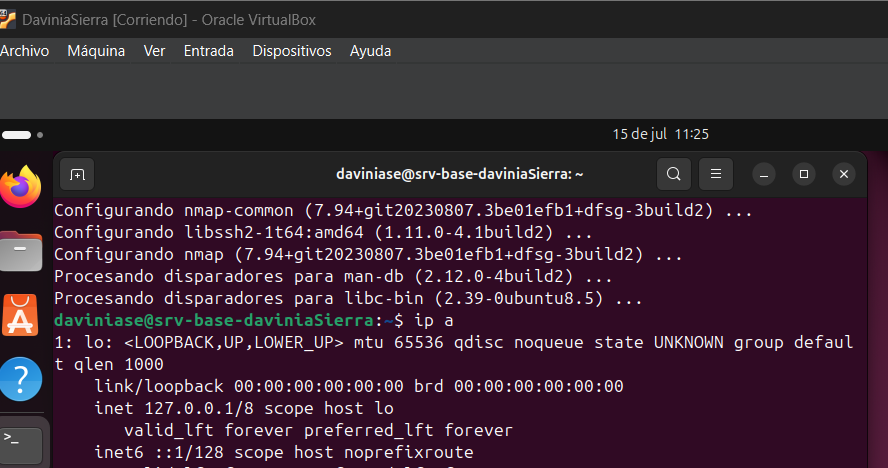 DaviniaSierra [Corriendo] - Oracle VirtualBox
Archivo Máquina Ver Entrada Dispositivos Ayuda
15 de jul 11:25
daviniase@srv-base-daviniaSierra: ~
Configurando nmap-common (7.94+git20230807.3be01efb1+dfsg-3build2) ...
Configurando libssh2-1t64:amd64 (1.11.0-4.1build2) ...
Configurando nmap (7.94+git20230807.3be01efb1+dfsg-3build2) ...
Procesando disparadores para man-db (2.12.0-4build2) ...
Procesando disparadores para libc-bin (2.39-0ubuntu8.5) ...
daviniase@srv-base-daviniaSierra:~$ ip a
1: lo: <LOOPBACK,UP,LOWER_UP> mtu 65536 qdisc noqueue state UNKNOWN group defaul
t qlen 1000
link/loopback 00:00:00:00:00:00 brd 00:00:00:00:00:00
inet 127.0.0.1/8 scope host lo
valid_lft forever preferred_lft forever
inet6 ::1/128 scope host noprefixroute